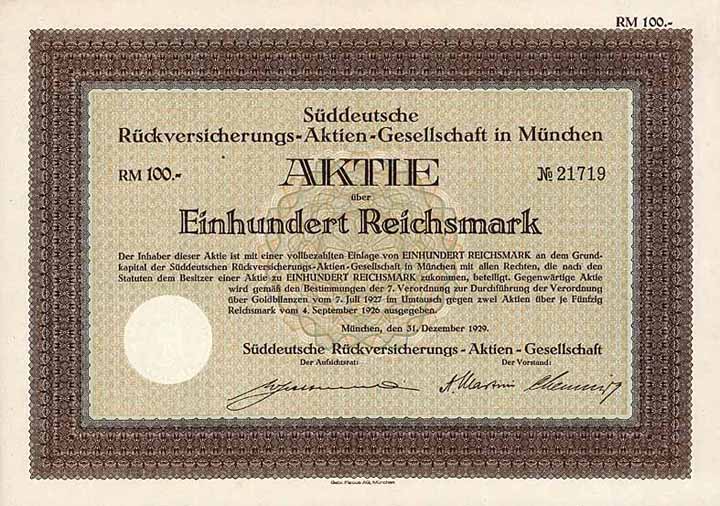 RM 100.-
Süddeutsche
Rückversicherungs-Aktien-Gesellschaft in München
RM 100.- AKTIE № 21719
über
Einhundert Reichsmark
Der Inhaber dieser Aktie ist mit einer vollbezahlten Einlage von EINHUNDERT REICHSMARK an dem Grund-
kapital der Süddeutschen Rückversicherungs-Aktien-Gesellschaft in München mit allen Rechten, die nach den
Statuten dem Besitzer einer Aktie zu EINHUNDERT REICHSMARK zukommen, beteiligt. Gegenwärtige Aktie
wird gemäß den Bestimmungen der 7. Verordnung zur Durchführung der Verordnung
über Goldbilanzen vom 7. Juli 1927 im Umtausch gegen zwei Aktien über je Fünfzig
Reichsmark vom 4. September 1926 ausgegeben.
München, den 31. Dezember 1929.
Süddeutsche Rückversicherungs-Aktien-Gesellschaft
Der Aufsichtsrat: Der Vorstand:
Gebr. Parcus AG, München